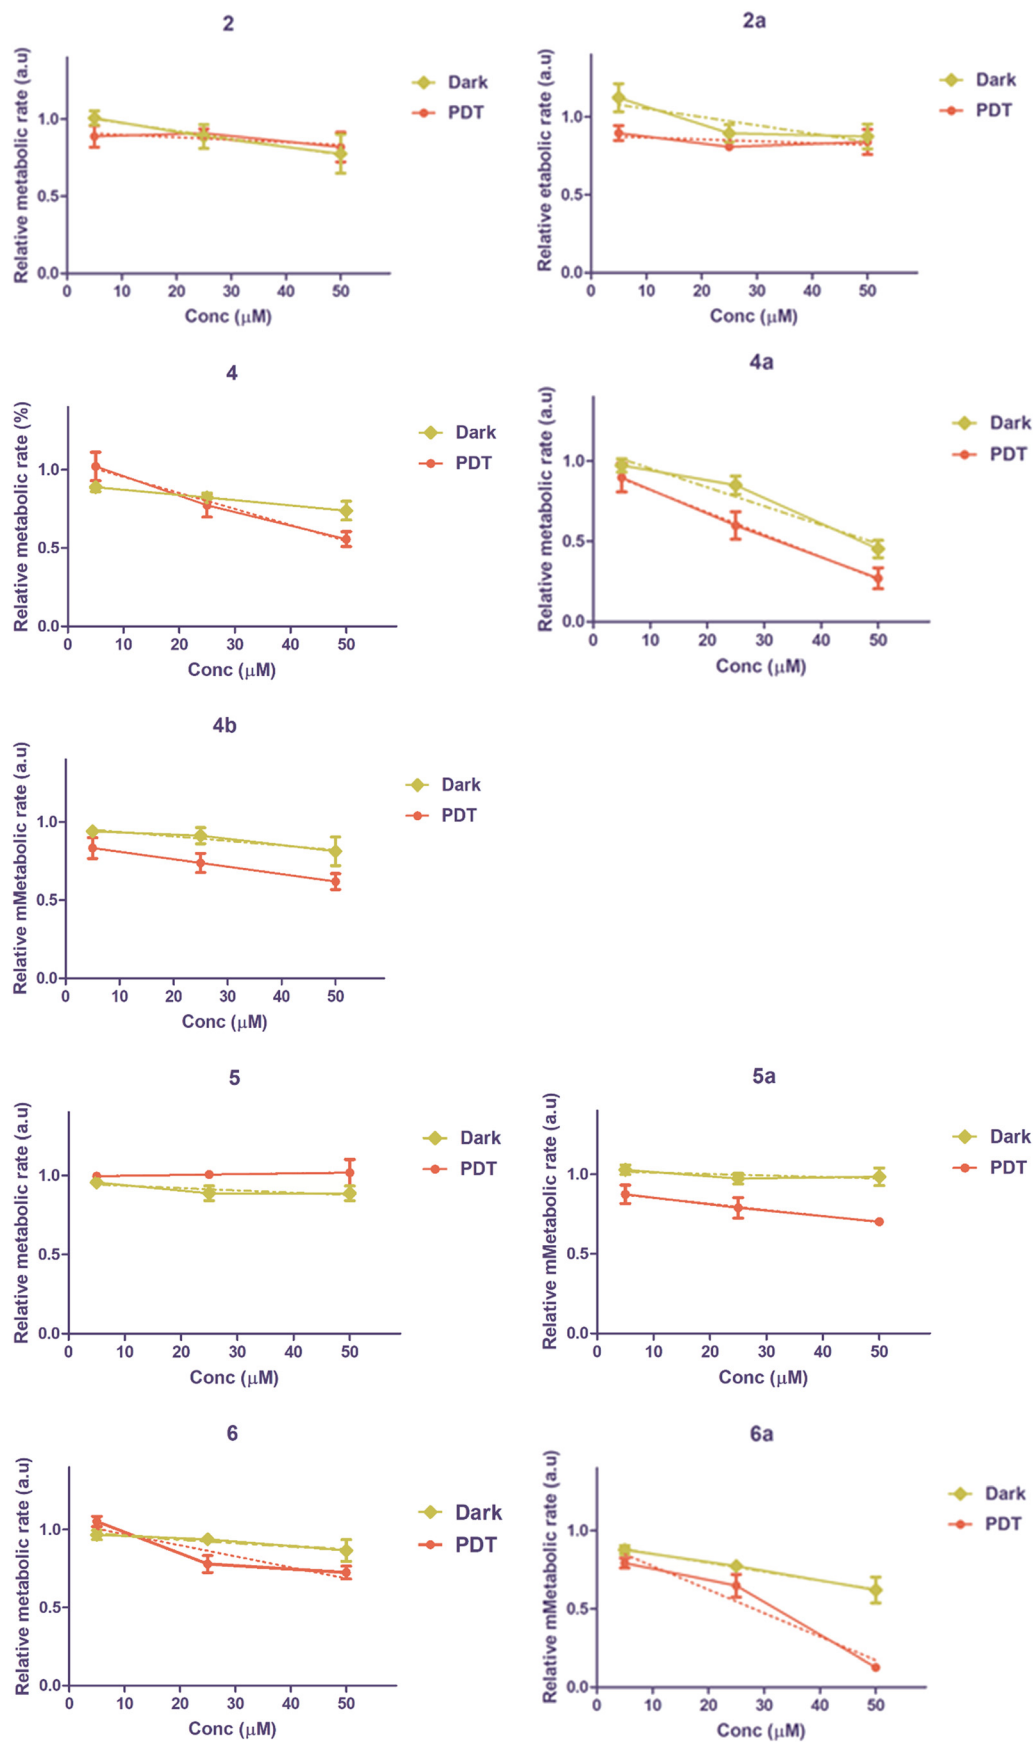 2
Relative metabolic rate (a.u)
1.0
0.5
0.0
0 10 20 30 40 50
Conc (μM)
Dark
PDT
2a
Relative etabolic rate (a.u)
1.0
0.5
0.0
0 10 20 30 40 50
Conc (μM)
Dark
PDT
4
Relative metabolic rate (%)
1.0
0.5
0.0
0 10 20 30 40 50
Conc (μM)
Dark
PDT
4a
Relative metabolic rate (a.u)
1.0
0.5
0.0
0 10 20 30 40 50
Conc (μM)
Dark
PDT
4b
Relative mMetabolic rate (a.u)
1.0
0.5
0.0
0 10 20 30 40 50
Conc (μM)
Dark
PDT
5
Relative metabolic rate (a.u)
1.0
0.5
0.0
0 10 20 30 40 50
Conc (μM)
Dark
PDT
5a
Relative mMetabolic rate (a.u)
1.0
0.5
0.0
0 10 20 30 40 50
Conc (μM)
Dark
PDT
6
Relative metabolic rate (a.u)
1.0
0.5
0.0
0 10 20 30 40 50
Conc (μM)
Dark
PDT
6a
Relative mMetabolic rate (a.u)
1.0
0.5
0.0
0 10 20 30 40 50
Conc (μM)
Dark
PDT